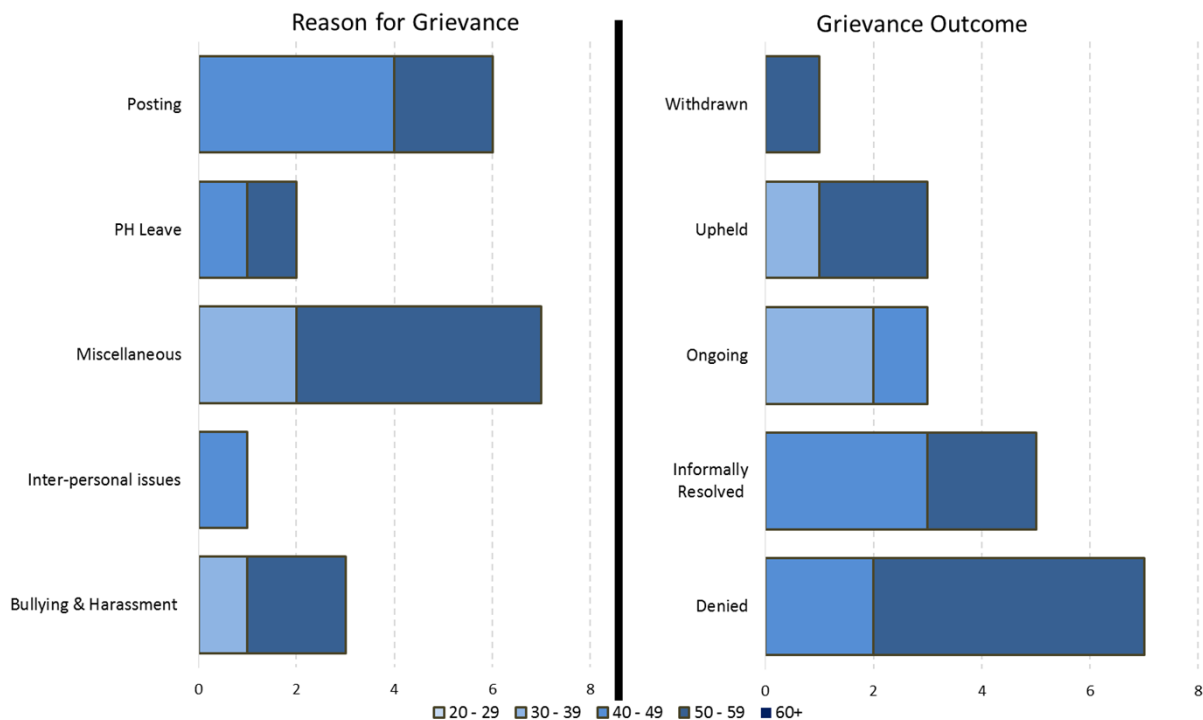 Reason for Grievance
Posting
PH Leave
Miscellaneous
Inter-personal issues
Bullying & Harassment
0 2 4 6 8
Grievance Outcome
Withdrawn
Upheld
Ongoing
Informally
Resolved
Denied
0 2 4 6 8
20 - 29 30 - 39 40 - 49 50 - 59 60+